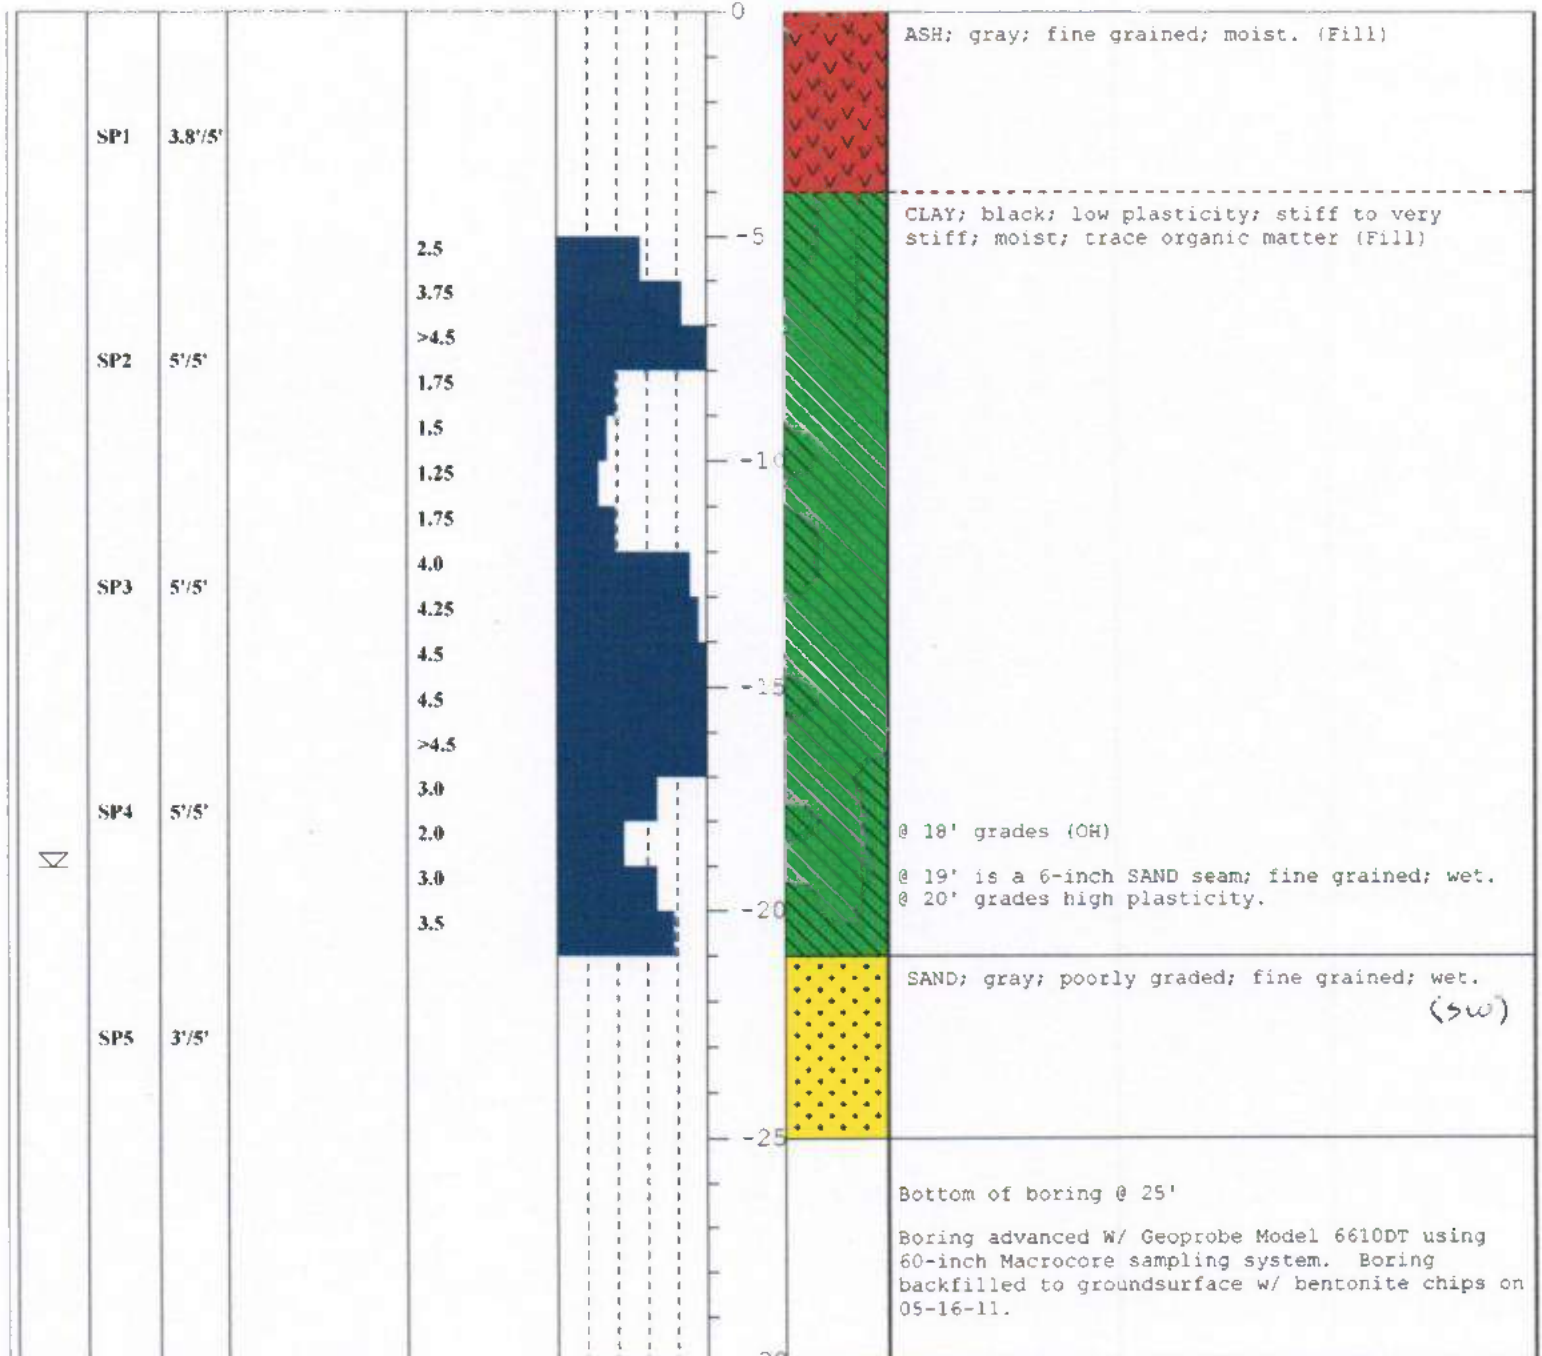 0
ASH; gray; fine grained; moist. (Fill)
SP1 3.8'/5'
CLAY; black; low plasticity; stiff to very
stiff; moist; trace organic matter (Fill)
-5
2.5
3.75
>4.5
SP2 5'/5'
1.75
1.5
-10
1.25
1.75
4.0
SP3 5'/5'
4.25
4.5
-15
4.5
>4.5
3.0
SP4 5'/5'
2.0
@ 18' grades (OH)
3.0
@ 19' is a 6-inch SAND seam; fine grained; wet.
@ 20' grades high plasticity.
-20
3.5
SAND; gray; poorly graded; fine grained; wet.
(SW)
SP5 3'/5'
-25
Bottom of boring @ 25'
Boring advanced W/ Geoprobe Model 6610DT using
60-inch Macrocore sampling system. Boring
backfilled to groundsurface w/ bentonite chips on
05-16-11.